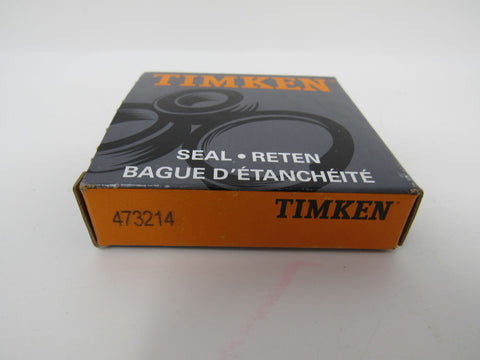 TIMKEN
SEAL • RETEN
BAGUE D'ÉTANCHÉITÉ
473214 TIMKEN